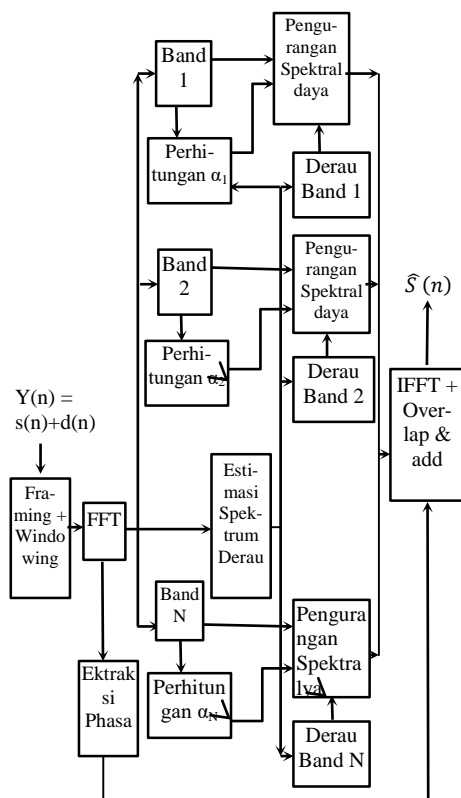 Band
1
Pengu-
rangan
Spektral
daya
Perhi-
tungan α₁
Derau
Band 1
Band
2
Pengu-
rangan
Spektral
daya
Ŝ(n)
Perhi-
tungan α₂
Derau
Band 2
Y(n) =
s(n)+d(n)
IFFT +
Over-
lap &
add
Fra-
ming +
Windo
wing
FFT
Esti-
masi
Spek-
trum
Derau
Band
N
Pengura
ngan
Spektra
lva
Ektrak
si
Phasa
Perhitun
gan αN
Derau
Band N